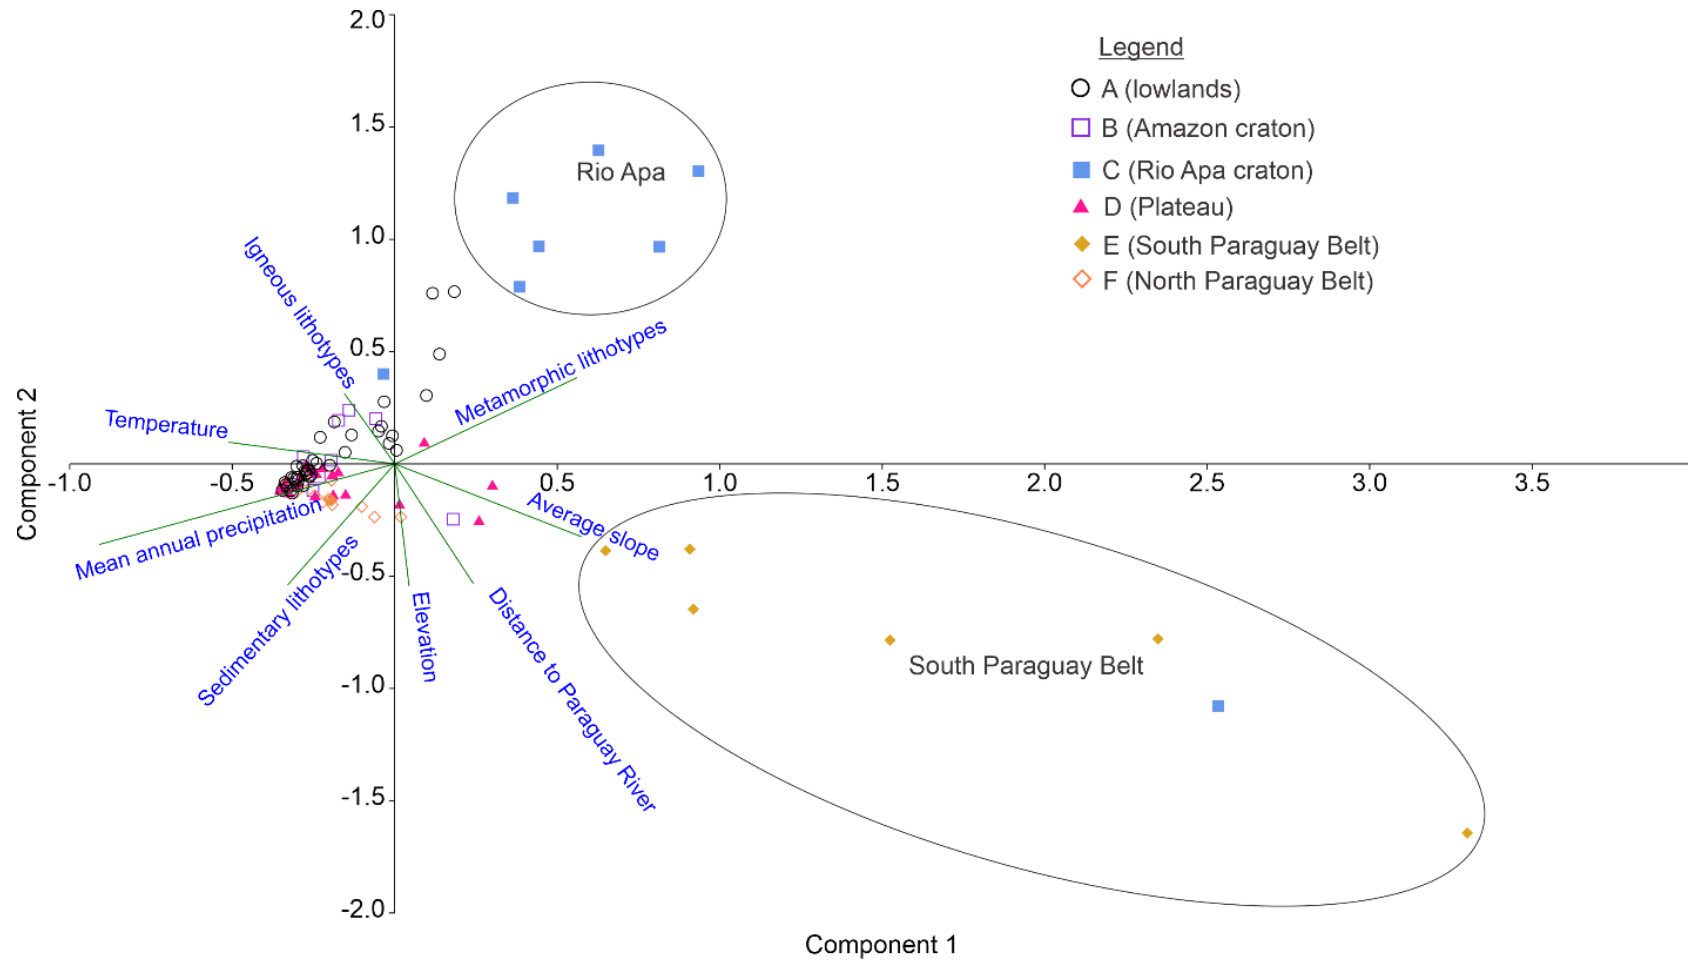 2.0
Legend
A (lowlands)
1.5
B (Amazon craton)
Rio Apa
C (Rio Apa craton)
D (Plateau)
1.0
E (South Paraguay Belt)
F (North Paraguay Belt)
Igneous lithotypes
0.5
Metamorphic lithotypes
Temperature
Component 2
-1.0
-0.5
0.5
1.0
1.5
2.0
2.5
3.0
3.5
Average slope
Mean annual precipitation
Sedimentary lithotypes
-0.5
Elevation
Distance to Paraguay River
South Paraguay Belt
-1.0
-1.5
-2.0
Component 1